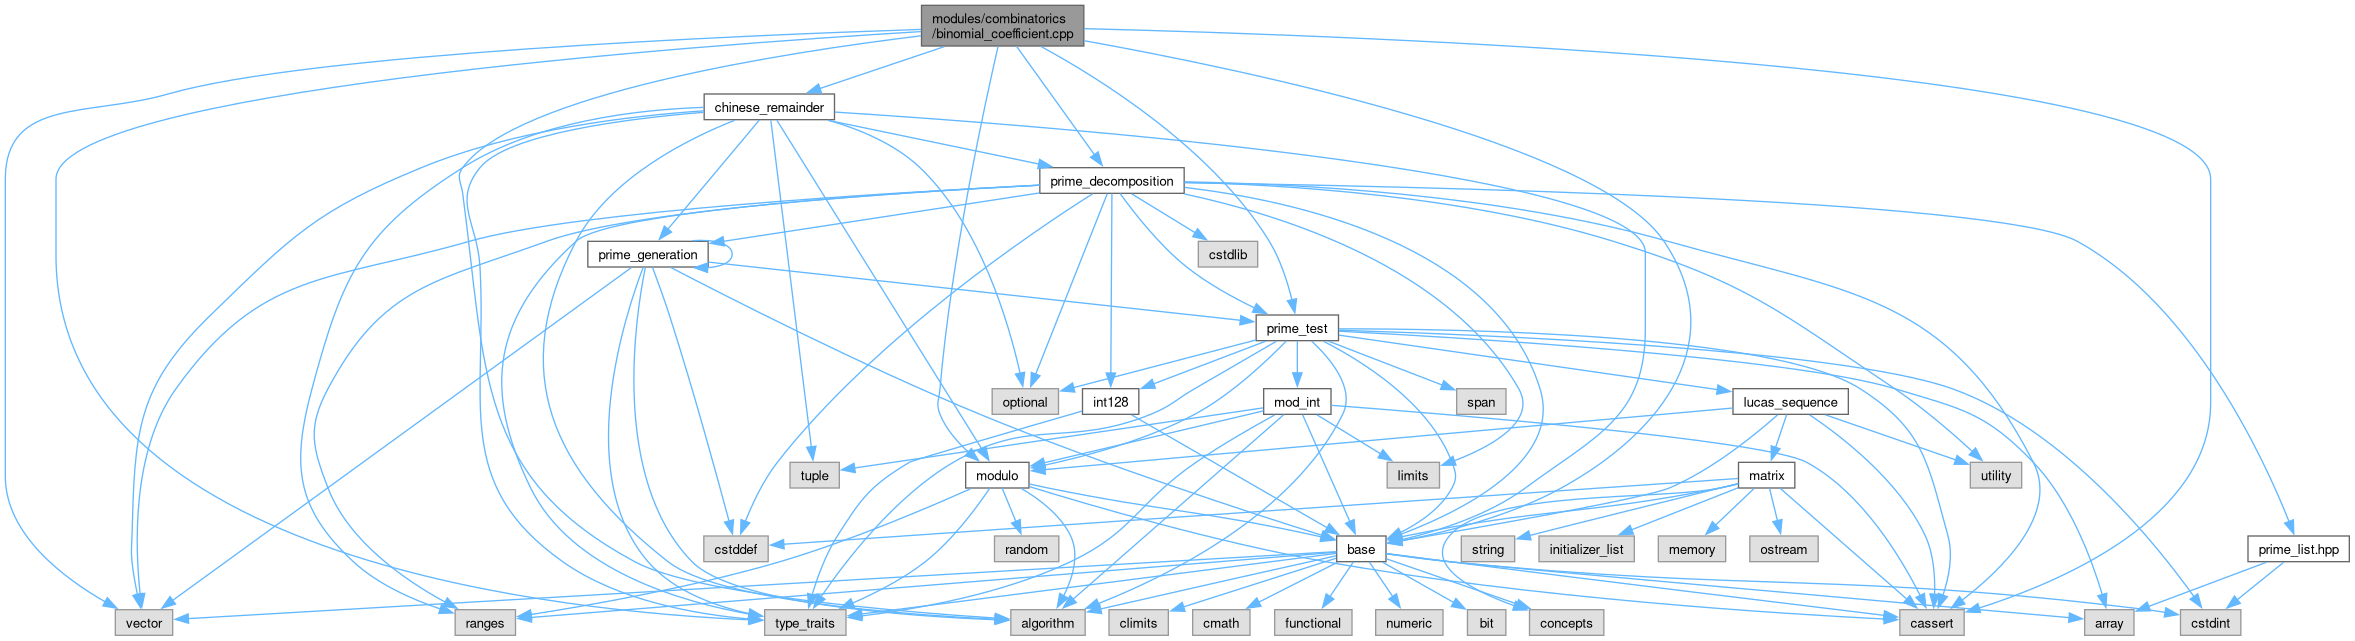 modules/combinatorics
/binomial_coefficient.cpp
chinese_remainder
prime_decomposition
prime_generation
cstdlib
prime_test
optional
int128
mod_int
span
lucas_sequence
tuple
modulo
limits
matrix
utility
cstddef
random
base
string
initializer_list
memory
ostream
prime_list.hpp
vector
ranges
type_traits
algorithm
climits
cmath
functional
numeric
bit
concepts
cassert
array
cstdint